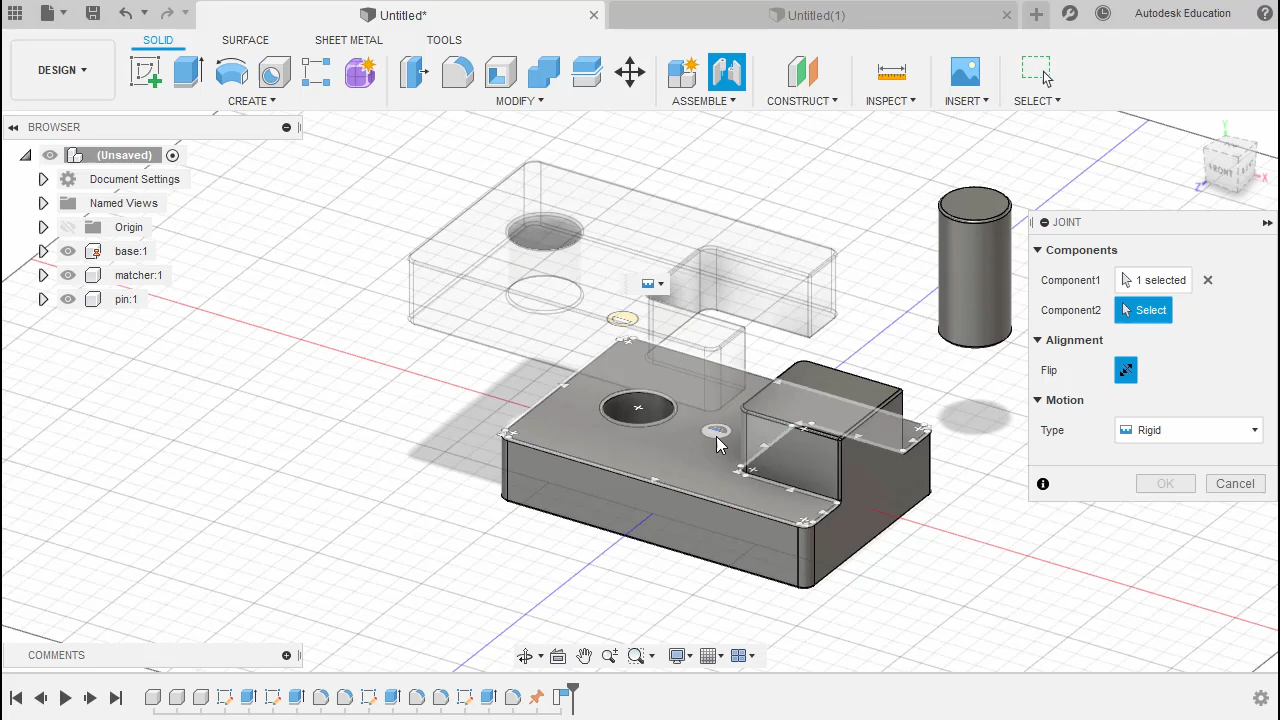 Untitled*
Untitled(1)
Autodesk Education
SOLID
SURFACE
SHEET METAL
TOOLS
DESIGN
CREATE
MODIFY
ASSEMBLE
CONSTRUCT
INSPECT
INSERT
SELECT
BROWSER
(Unsaved)
Document Settings
Named Views
Origin
base:1
matcher:1
pin:1
Y
FRONT
X
Z
JOINT
Components
Component1
1 selected
Component2
Select
Alignment
Flip
Motion
Type
Rigid
OK
Cancel
COMMENTS